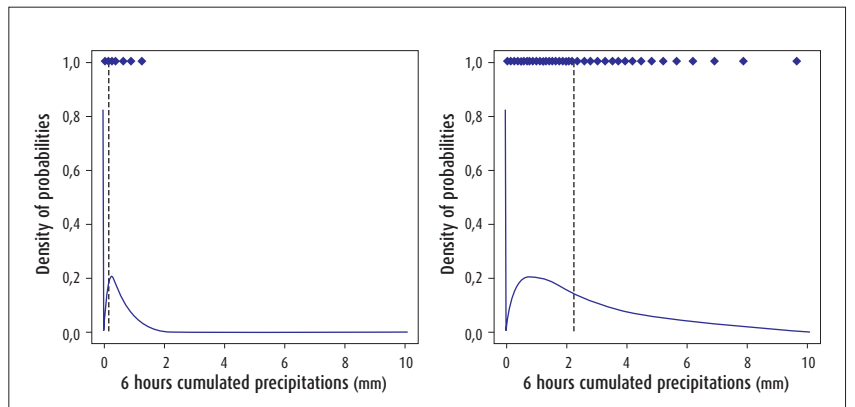 Density of probabilities
1,0
0,8
0,6
0,4
0,2
0,0
0 2 4 6 8 10
6 hours cumulated precipitations (mm)
Density of probabilities
1,0
0,8
0,6
0,4
0,2
0,0
0 2 4 6 8 10
6 hours cumulated precipitations (mm)